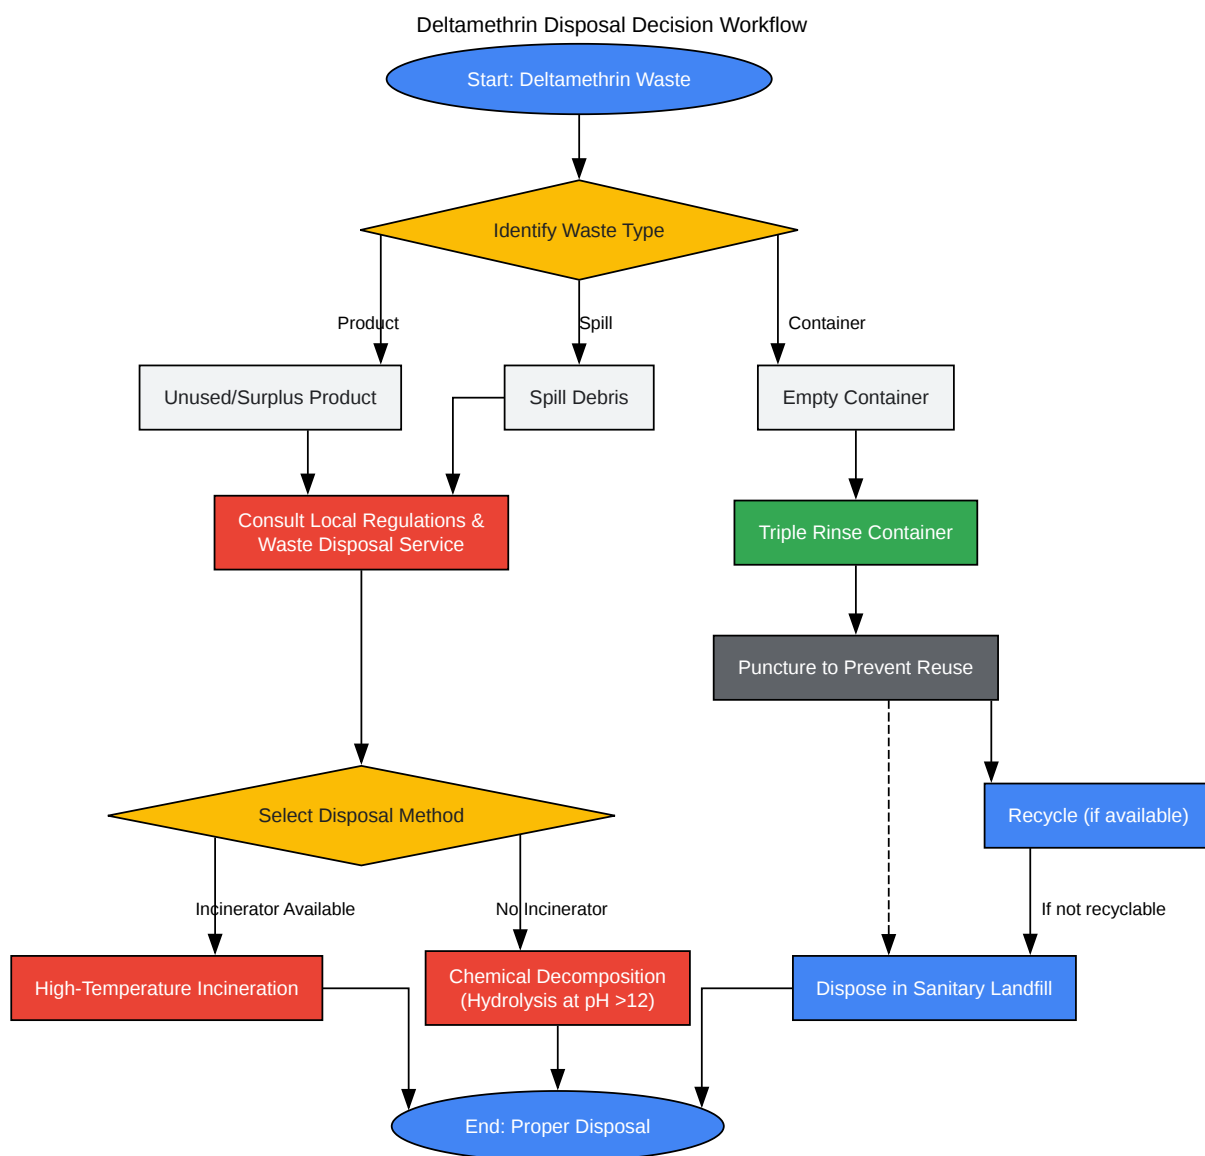 Deltamethrin Disposal Decision Workflow
Start: Deltamethrin Waste
Identify Waste Type
Product
Spill
Container
Unused/Surplus Product
Spill Debris
Empty Container
Consult Local Regulations &
Waste Disposal Service
Triple Rinse Container
Puncture to Prevent Reuse
Select Disposal Method
Recycle (if available)
Incinerator Available
No Incinerator
If not recyclable
High-Temperature Incineration
Chemical Decomposition
(Hydrolysis at pH >12)
Dispose in Sanitary Landfill
End: Proper Disposal